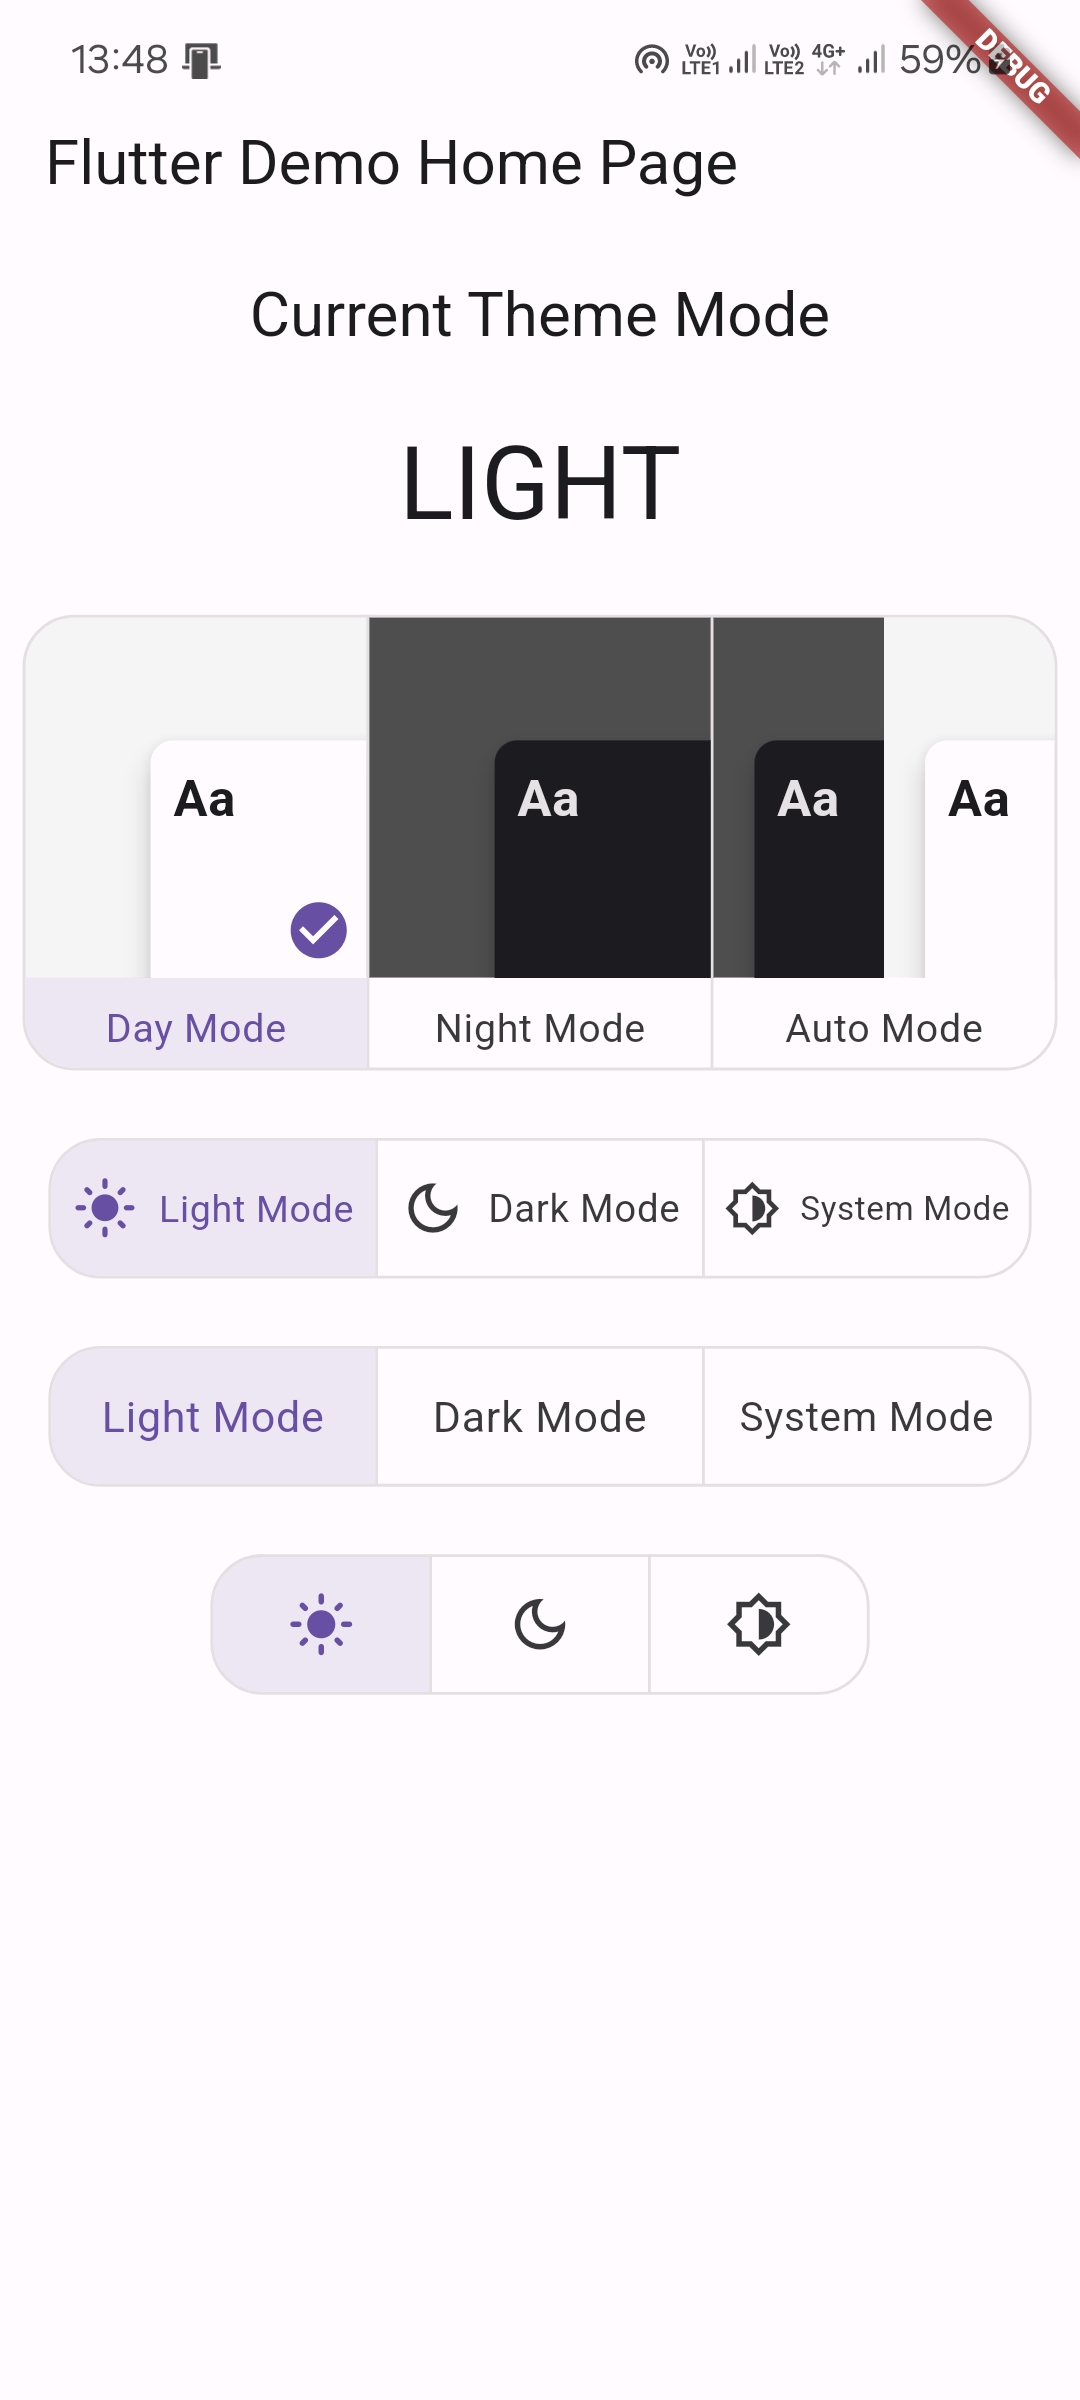 13:48 Vo)) LTE1 Vo)) LTE2 4G+ 59%
DEBUG
Flutter Demo Home Page
Current Theme Mode
LIGHT
Aa Aa Aa Aa
Day Mode Night Mode Auto Mode
Light Mode Dark Mode System Mode
Light Mode Dark Mode System Mode